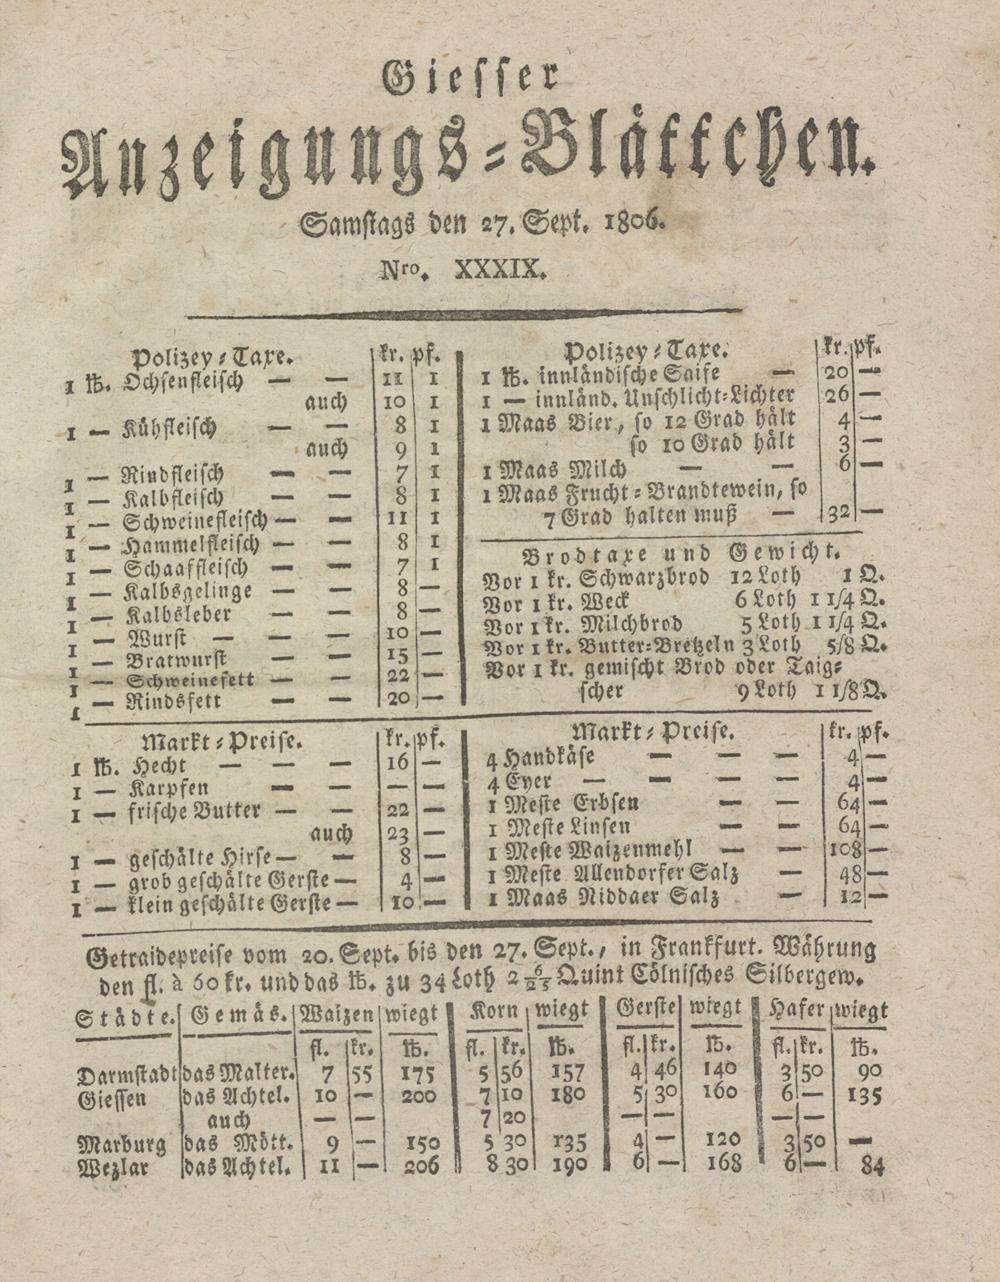 Giesser
Anzeigungs-Blättchen.
Samstags den 27. Sept. 1806.
Nro. XXXIX.
Polizey-Taxe. kr. pf.
1 ℔. Ochsenfleisch — — 11 1
auch 10 1
1 — Kühfleisch — — 8 1
auch 9 1
1 — Rindfleisch — — 7 1
1 — Kalbfleisch — — 8 1
1 — Schweinefleisch — — 11 1
1 — Hammelfleisch — — 8 1
1 — Schaaffleisch — — 7 1
1 — Kalbsgelinge — — 8 —
1 — Kalbsleber — — 8 —
1 — Wurst — — — 10 —
1 — Bratwurst — — 15 —
1 — Schweinefett — — 22 —
1 — Rindsfett — — 20 —
Polizey-Taxe. kr. pf.
1 ℔. innländische Saife — 20 —
1 — innländ. Unschlicht-Lichter 26 —
1 Maas Bier, so 12 Grad hält 4 —
so 10 Grad hält 3 —
1 Maas Milch — — 6 —
1 Maas Frucht-Brandtewein, so
7 Grad halten muß — 32 —
Brodtaxe und Gewicht.
Vor 1 kr. Schwarzbrod 12 Loth 1 Q.
Vor 1 kr. Weck 6 Loth 1 1/4 Q.
Vor 1 kr. Milchbrod 5 Loth 1 1/4 Q.
Vor 1 kr. Butter-Bretzeln 3 Loth 5/8 Q.
Vor 1 kr. gemischt Brod oder Taig-
scher 9 Loth 1 1/8 Q.
Markt-Preise. kr. pf.
1 ℔. Hecht — — — 16 —
1 — Karpfen — — — —
1 — frische Butter — — 22 —
auch 23 —
1 — geschälte Hirse — — 8 —
1 — grob geschälte Gerste — 4 —
1 — klein geschälte Gerste — 10 —
Markt-Preise. kr. pf.
4 Handkäse — — — 4 —
4 Eyer — — — — 4 —
1 Meste Erbsen — — 64 —
1 Meste Linsen — — 64 —
1 Meste Waizenmehl — — 108 —
1 Meste Allendorfer Salz — 48 —
1 Maas Niddaer Salz — 12 —
Getraidepreise vom 20. Sept. bis den 27. Sept., in Frankfurt. Währung
den fl. à 60 kr. und das ℔. zu 34 Loth 2 6/25 Quint Cölnisches Silbergew.
Städte. Gemäs. Waizen wiegt Korn wiegt Gerste wiegt Hafer wiegt
fl. kr. ℔. fl. kr. ℔. fl. kr. ℔. fl. kr. ℔.
Darmstadt das Malter. 7 55 175 5 56 157 4 46 140 3 50 90
Giessen das Achtel. 10 — 200 7 10 180 5 30 160 6 — 135
auch — — 7 20 — — — —
Marburg das Mött. 9 — 150 5 30 135 4 — 120 3 50 —
Wezlar das Achtel. 11 — 206 8 30 190 6 — 168 6 — 84